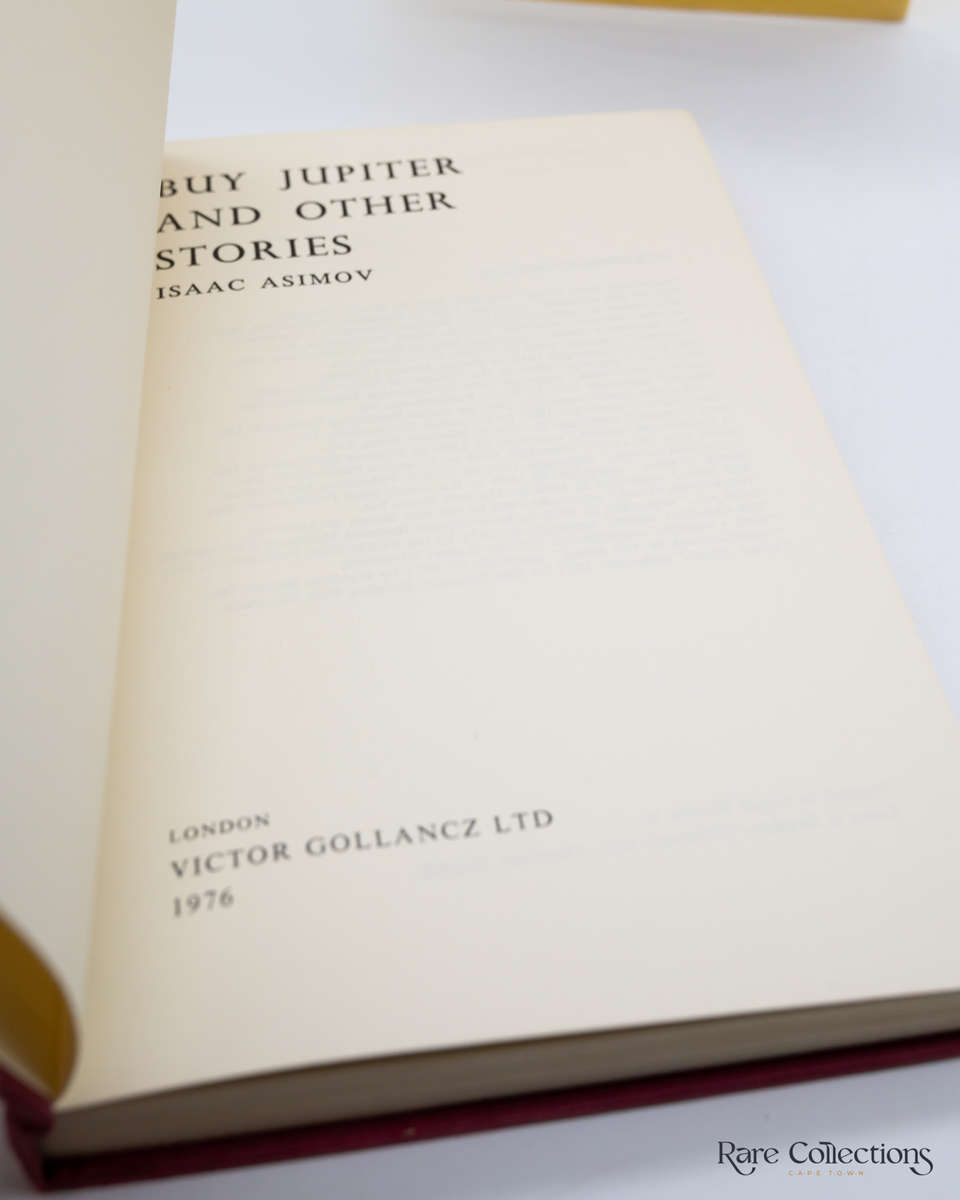 BUY JUPITER
AND OTHER
STORIES
ISAAC ASIMOV
LONDON
VICTOR GOLLANCZ LTD
1976
Rare Collections
CAPE TOWN